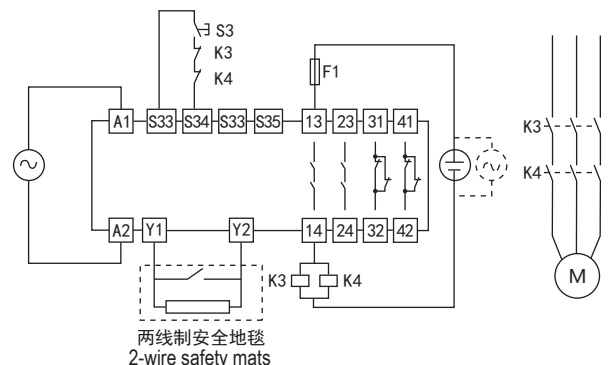 S3
K3
K4
F1
A1 S33 S34 S33 S35 13 23 31 41
K3
K4
A2 Y1 Y2 14 24 32 42
K3 K4
M
两线制安全地毯
2-wire safety mats